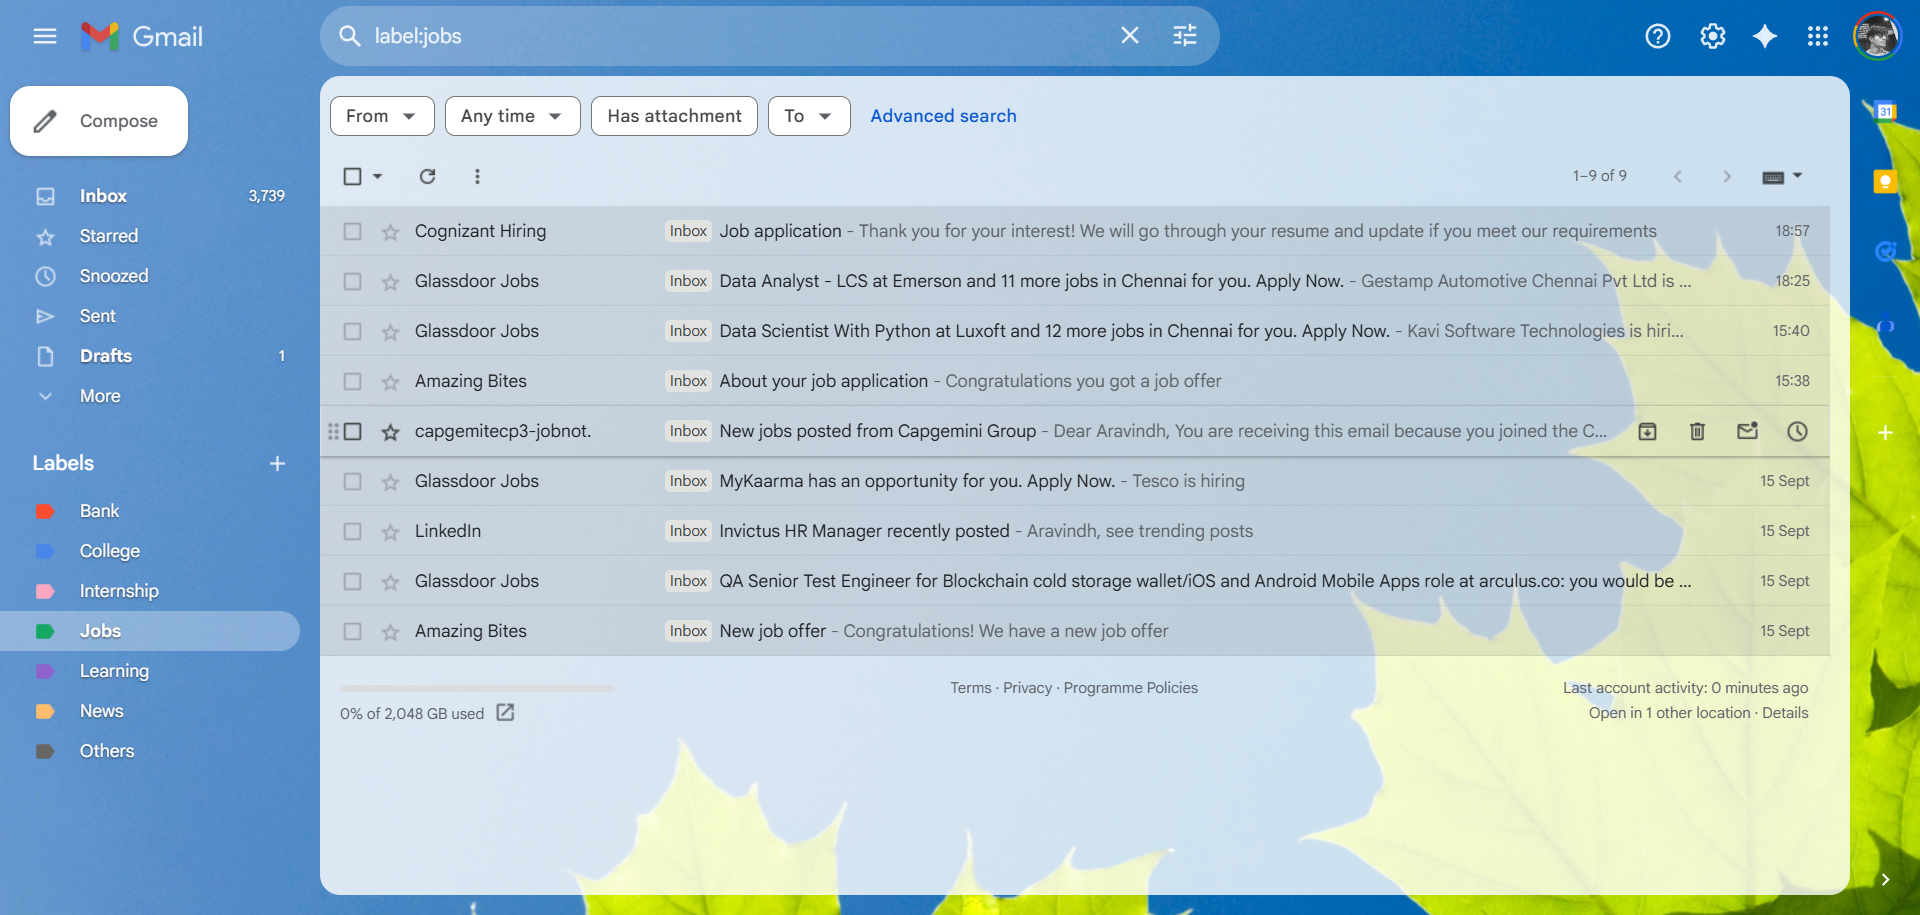 Gmail
label:jobs
Compose
Inbox 3,739
Starred
Snoozed
Sent
Drafts 1
More
Labels
Bank
College
Internship
Jobs
Learning
News
Others
From Any time Has attachment To Advanced search
1–9 of 9
Cognizant Hiring Inbox Job application - Thank you for your interest! We will go through your resume and update if you meet our requirements 18:57
Glassdoor Jobs Inbox Data Analyst - LCS at Emerson and 11 more jobs in Chennai for you. Apply Now. - Gestamp Automotive Chennai Pvt Ltd is ... 18:25
Glassdoor Jobs Inbox Data Scientist With Python at Luxoft and 12 more jobs in Chennai for you. Apply Now. - Kavi Software Technologies is hiri... 15:40
Amazing Bites Inbox About your job application - Congratulations you got a job offer 15:38
capgemitecp3-jobnot. Inbox New jobs posted from Capgemini Group - Dear Aravindh, You are receiving this email because you joined the C...
Glassdoor Jobs Inbox MyKaarma has an opportunity for you. Apply Now. - Tesco is hiring 15 Sept
LinkedIn Inbox Invictus HR Manager recently posted - Aravindh, see trending posts 15 Sept
Glassdoor Jobs Inbox QA Senior Test Engineer for Blockchain cold storage wallet/iOS and Android Mobile Apps role at arculus.co: you would be ... 15 Sept
Amazing Bites Inbox New job offer - Congratulations! We have a new job offer 15 Sept
0% of 2,048 GB used
Terms · Privacy · Programme Policies
Last account activity: 0 minutes ago
Open in 1 other location · Details
31